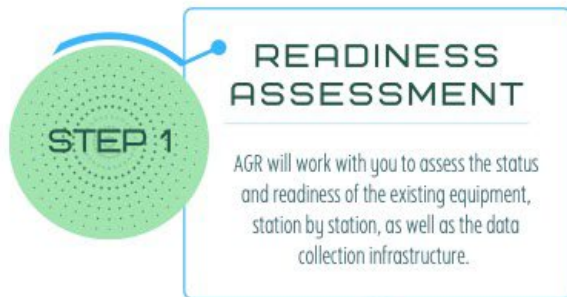 STEP 1
READINESS
ASSESSMENT
AGR will work with you to assess the status
and readiness of the existing equipment,
station by station, as well as the data
collection infrastructure.